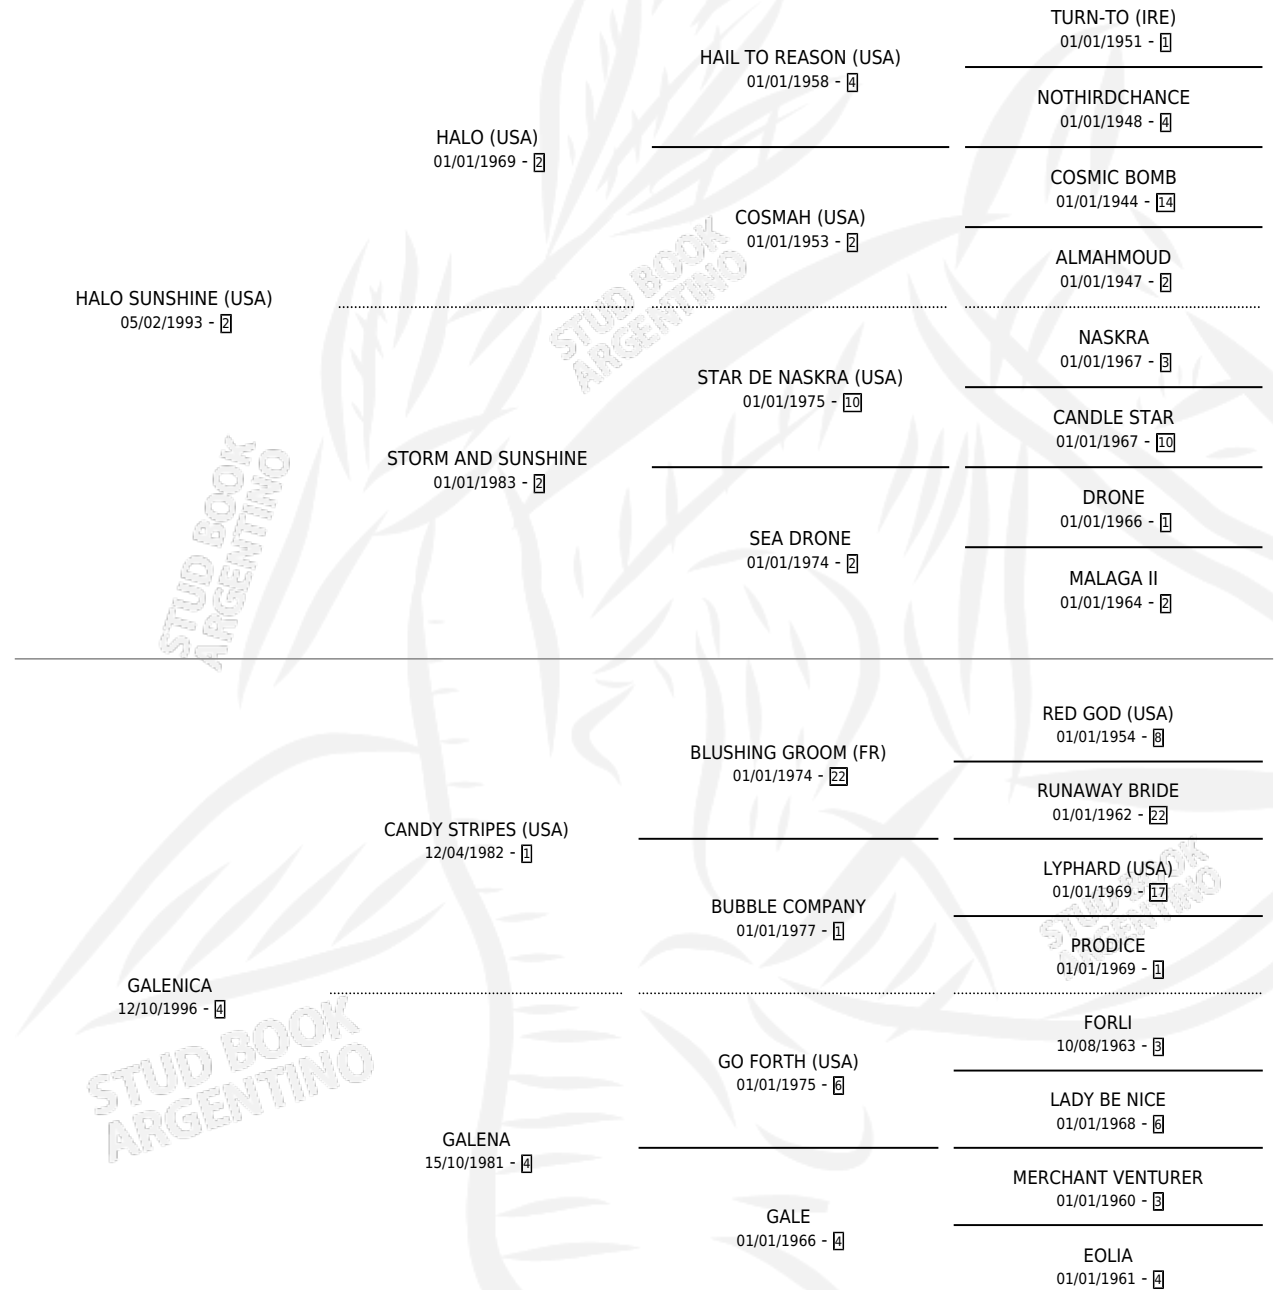 TURN-TO (IRE)
01/01/1951 - 1
HAIL TO REASON (USA)
01/01/1958 - 4
NOTHIRDCHANCE
01/01/1948 - 4
HALO (USA)
01/01/1969 - 2
COSMIC BOMB
01/01/1944 - 14
COSMAH (USA)
01/01/1953 - 2
ALMAHMOUD
01/01/1947 - 2
HALO SUNSHINE (USA)
05/02/1993 - 2
NASKRA
01/01/1967 - 3
STAR DE NASKRA (USA)
01/01/1975 - 10
CANDLE STAR
01/01/1967 - 10
STORM AND SUNSHINE
01/01/1983 - 2
DRONE
01/01/1966 - 1
SEA DRONE
01/01/1974 - 2
MALAGA II
01/01/1964 - 2
RED GOD (USA)
01/01/1954 - 8
BLUSHING GROOM (FR)
01/01/1974 - 22
RUNAWAY BRIDE
01/01/1962 - 22
CANDY STRIPES (USA)
12/04/1982 - 1
LYPHARD (USA)
01/01/1969 - 17
BUBBLE COMPANY
01/01/1977 - 1
PRODICE
01/01/1969 - 1
GALENICA
12/10/1996 - 4
FORLI
10/08/1963 - 3
GO FORTH (USA)
01/01/1975 - 6
LADY BE NICE
01/01/1968 - 6
GALENA
15/10/1981 - 4
MERCHANT VENTURER
01/01/1960 - 3
GALE
01/01/1966 - 4
EOLIA
01/01/1961 - 4
STUD BOOK
ARGENTINO
STUD BOOK
ARGENTINO
STUD BOOK
ARGENTINO
STUD BOOK
ARGENTINO